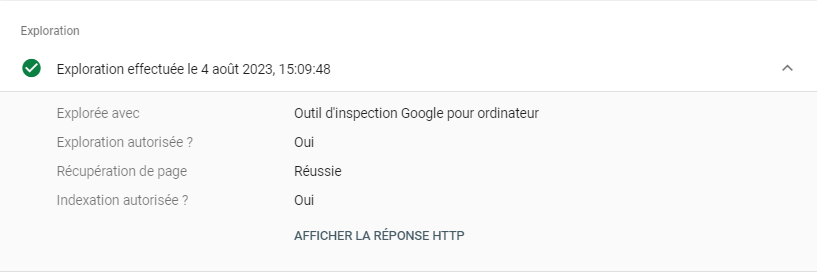 Exploration
Exploration effectuée le 4 août 2023, 15:09:48
Explorée avec Outil d'inspection Google pour ordinateur
Exploration autorisée ? Oui
Récupération de page Réussie
Indexation autorisée ? Oui
AFFICHER LA RÉPONSE HTTP